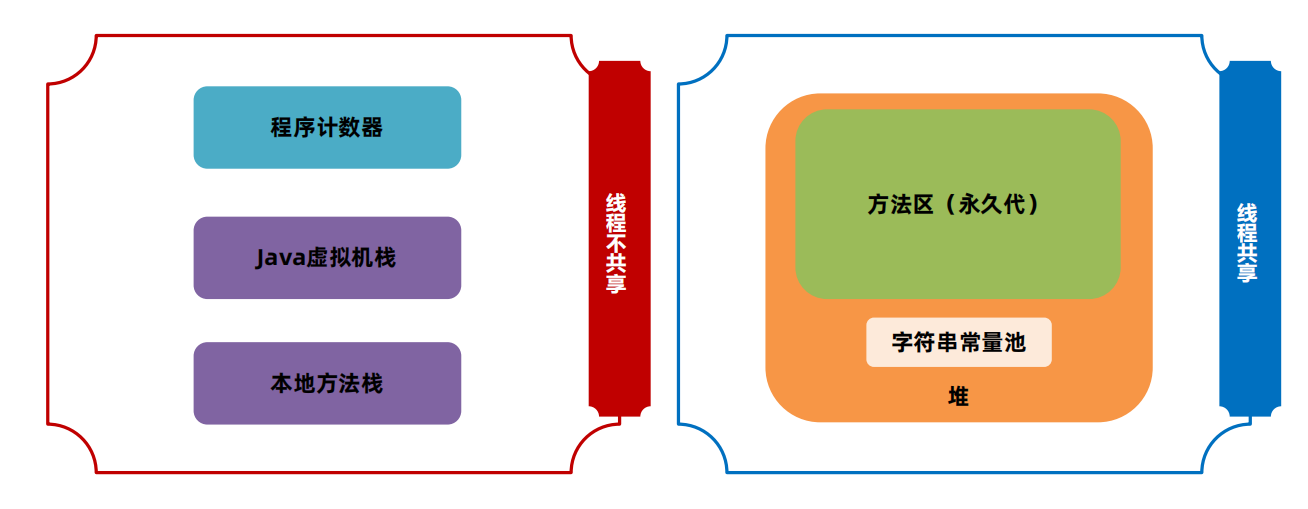 程序计数器
Java虚拟机栈
本地方法栈
线程不共享
方法区（永久代）
字符串常量池
堆
线程共享